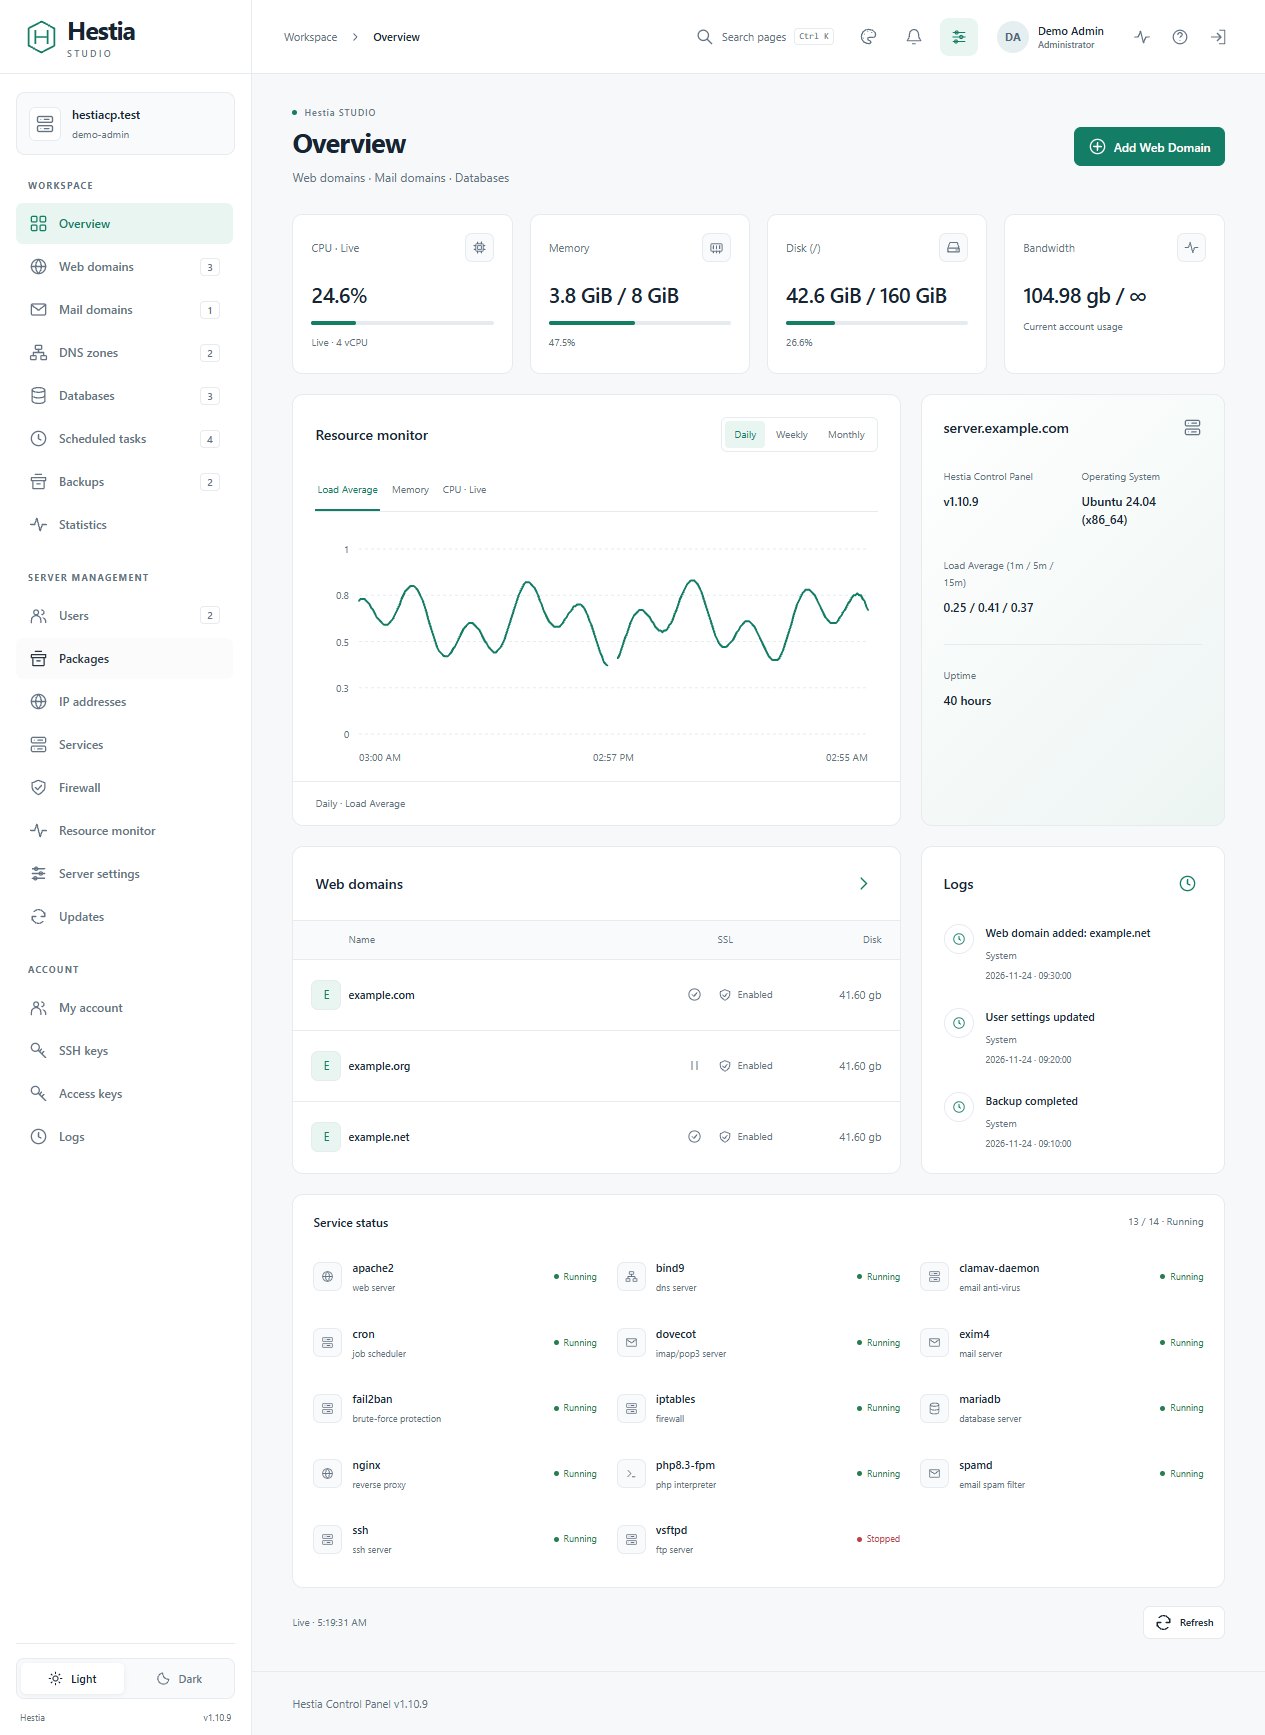 Hestia
STUDIO
Workspace
Overview
Search pages
Ctrl K
DA
Demo Admin
Administrator
hestiacp.test
demo-admin
WORKSPACE
Overview
Web domains 3
Mail domains 1
DNS zones 2
Databases 3
Scheduled tasks 4
Backups 2
Statistics
SERVER MANAGEMENT
Users 2
Packages
IP addresses
Services
Firewall
Resource monitor
Server settings
Updates
ACCOUNT
My account
SSH keys
Access keys
Logs
Light
Dark
Hestia
v1.10.9
Hestia STUDIO
Overview
Web domains · Mail domains · Databases
Add Web Domain
CPU · Live
24.6%
Live · 4 vCPU
Memory
3.8 GiB / 8 GiB
47.5%
Disk (/)
42.6 GiB / 160 GiB
26.6%
Bandwidth
104.98 gb / ∞
Current account usage
Resource monitor
Daily
Weekly
Monthly
Load Average
Memory
CPU · Live
1
0.8
0.5
0.3
0
03:00 AM
02:57 PM
02:55 AM
Daily · Load Average
server.example.com
Hestia Control Panel
v1.10.9
Operating System
Ubuntu 24.04
(x86_64)
Load Average (1m / 5m /
15m)
0.25 / 0.41 / 0.37
Uptime
40 hours
Web domains
Name SSL Disk
E example.com Enabled 41.60 gb
E example.org Enabled 41.60 gb
E example.net Enabled 41.60 gb
Logs
Web domain added: example.net
System
2026-11-24 · 09:30:00
User settings updated
System
2026-11-24 · 09:20:00
Backup completed
System
2026-11-24 · 09:10:00
Service status
13 / 14 · Running
apache2
web server
Running
bind9
dns server
Running
clamav-daemon
email anti-virus
Running
cron
job scheduler
Running
dovecot
imap/pop3 server
Running
exim4
mail server
Running
fail2ban
brute-force protection
Running
iptables
firewall
Running
mariadb
database server
Running
nginx
reverse proxy
Running
php8.3-fpm
php interpreter
Running
spamd
email spam filter
Running
ssh
ssh server
Running
vsftpd
ftp server
Stopped
Live · 5:19:31 AM
Refresh
Hestia Control Panel v1.10.9